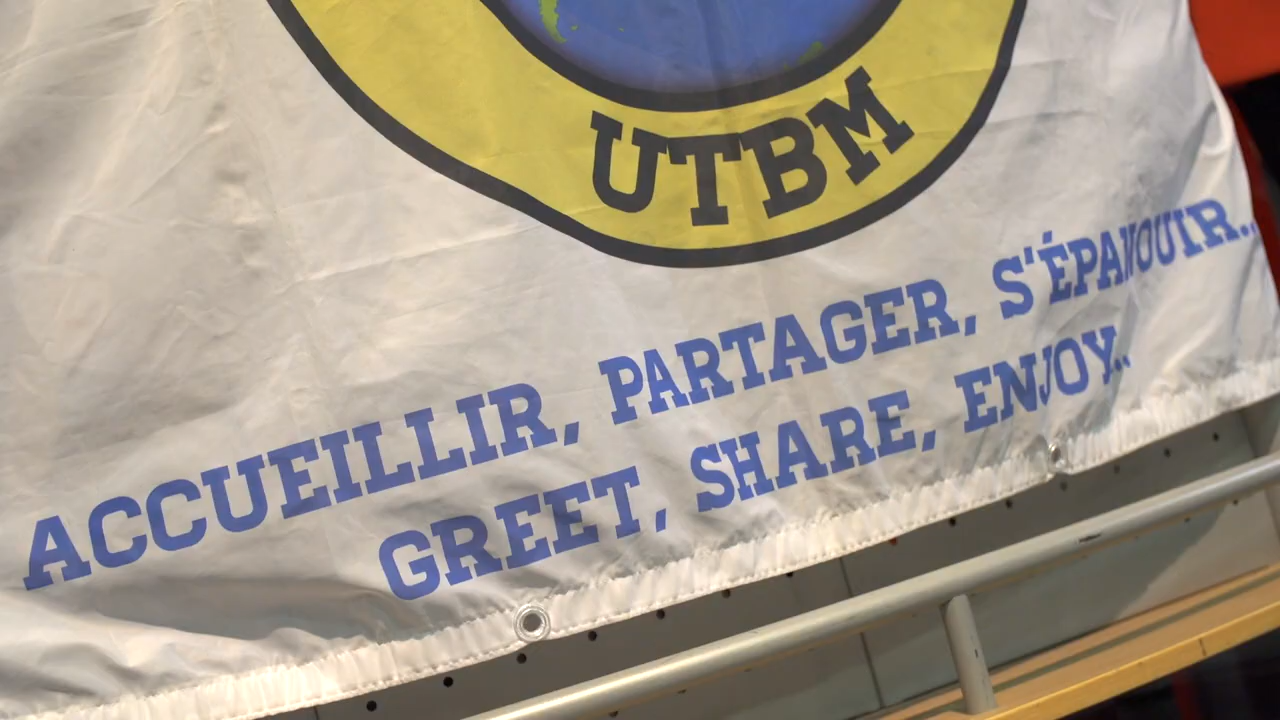 UTBM
ACCUEILLIR, PARTAGER, S'ÉPANOUIR..
GREET, SHARE, ENJOY..